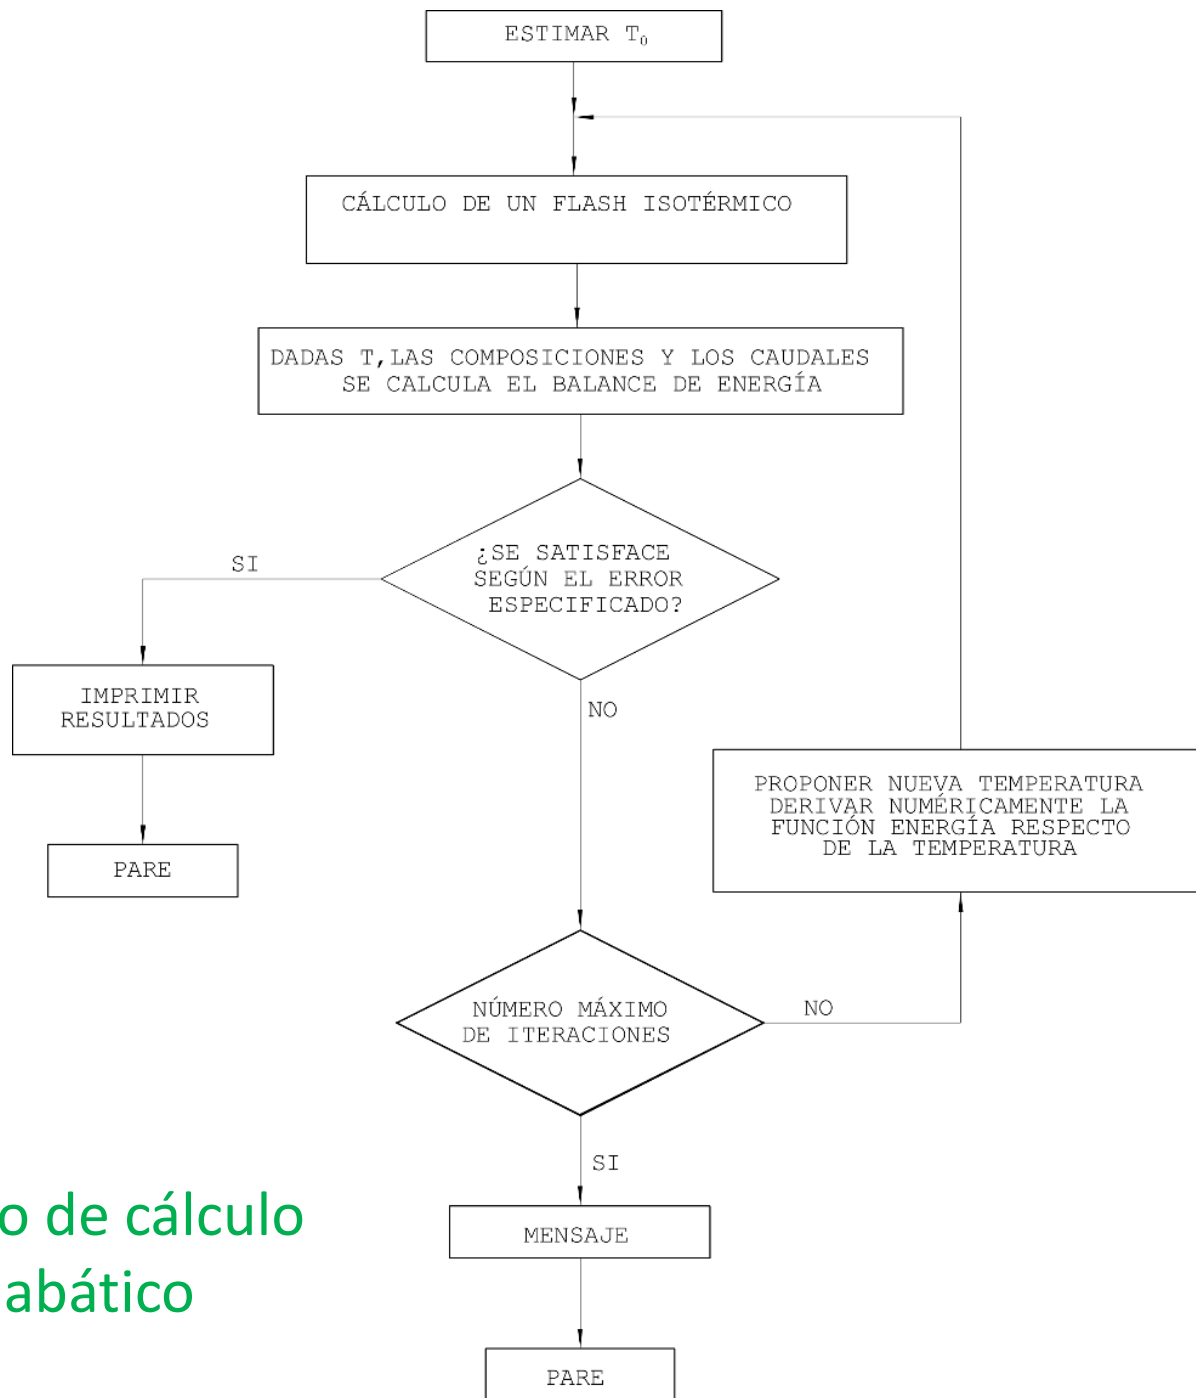 ESTIMAR T₀
CÁLCULO DE UN FLASH ISOTÉRMICO
DADAS T, LAS COMPOSICIONES Y LOS CAUDALES
SE CALCULA EL BALANCE DE ENERGÍA
¿SE SATISFACE
SEGÚN EL ERROR
ESPECIFICADO?
SI
IMPRIMIR
RESULTADOS
PARE
NO
PROPONER NUEVA TEMPERATURA
DERIVAR NUMÉRICAMENTE LA
FUNCIÓN ENERGÍA RESPECTO
DE LA TEMPERATURA
NÚMERO MÁXIMO
DE ITERACIONES
NO
SI
MENSAJE
PARE
o de cálculo
abático